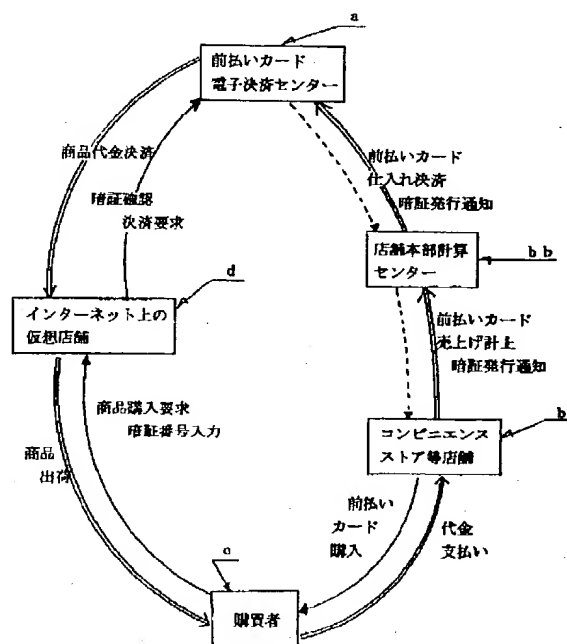 a
前払いカード
電子決済センター
商品代金決済
暗証確認
決済要求
前払いカード
仕入れ決済
暗証発行通知
店舗本部計算
センター
b b
d
インターネット上の
仮想店舗
前払いカード
売上げ計上
暗証発行通知
商品購入要求
暗証番号入力
b
コンビニエンス
ストア等店舗
商品
出荷
前払い
カード
購入
代金
支払い
c
購買者